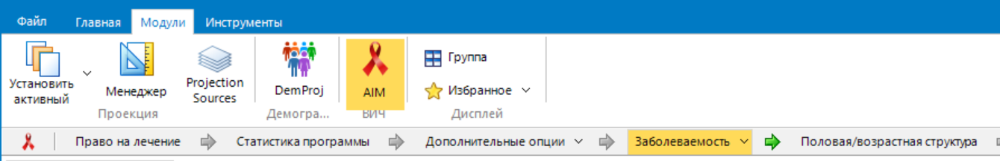 Файл Главная Модули Инструменты
Установить активный
Менеджер
Projection Sources
Проекция
DemProj
Демогра...
AIM
ВИЧ
Группа
Избранное
Дисплей
Право на лечение Статистика программы Дополнительные опции Заболеваемость Половая/возрастная структура